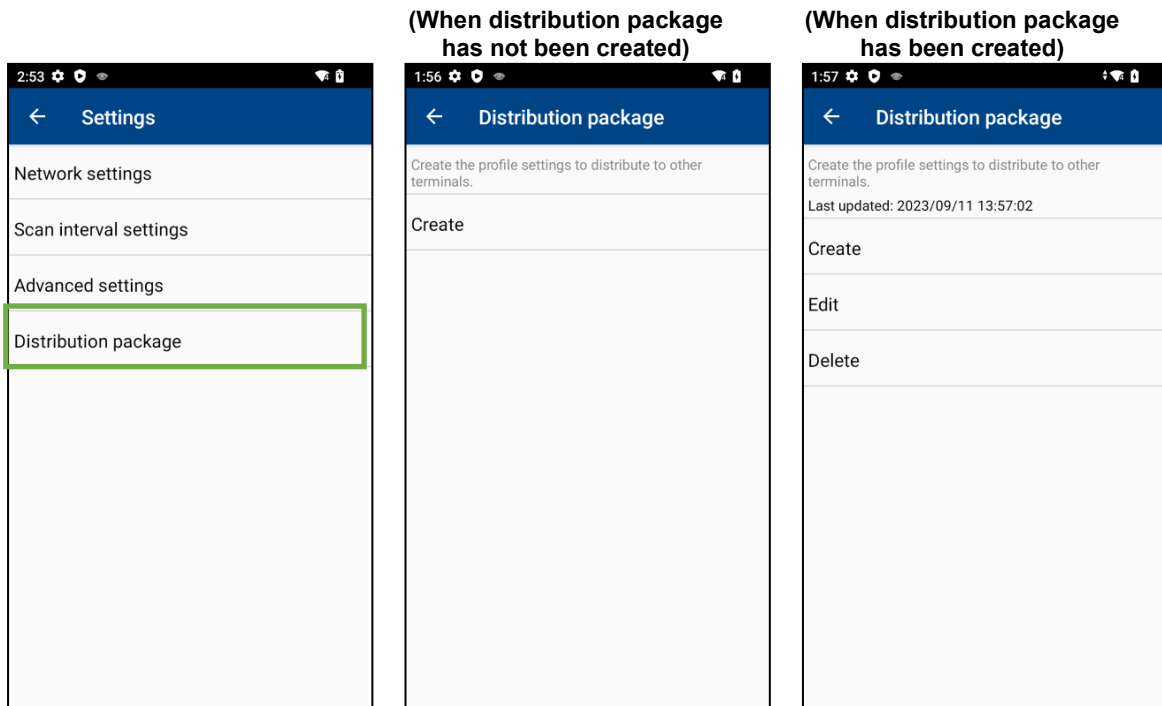 (When distribution package
has not been created)
(When distribution package
has been created)
2:53
Settings
Network settings
Scan interval settings
Advanced settings
Distribution package
1:56
Distribution package
Create the profile settings to distribute to other
terminals.
Create
1:57
Distribution package
Create the profile settings to distribute to other
terminals.
Last updated: 2023/09/11 13:57:02
Create
Edit
Delete